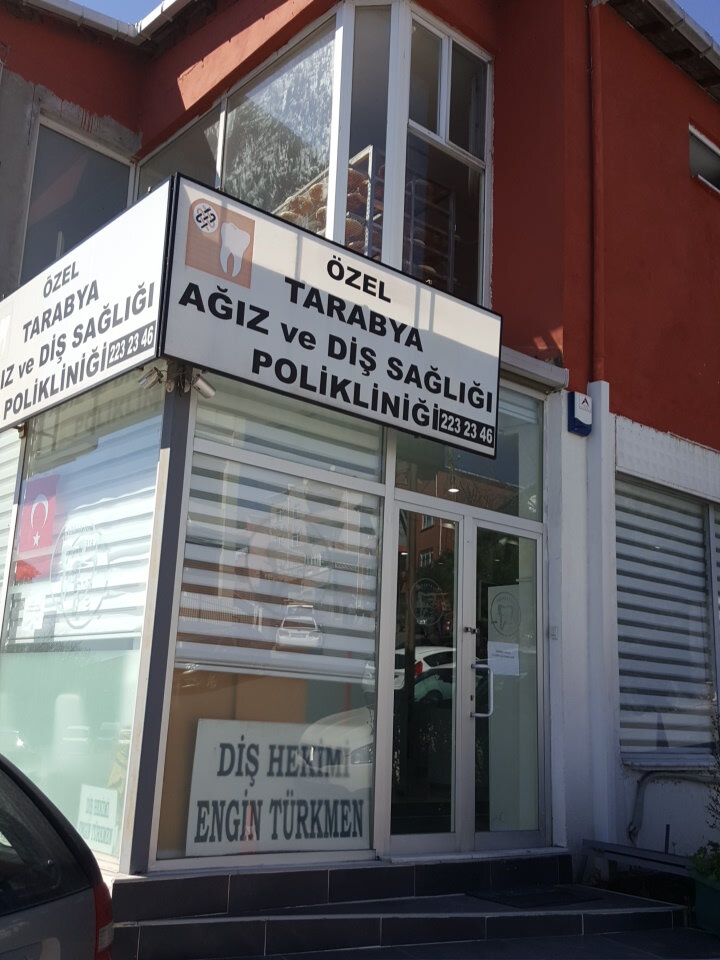 ÖZEL
TARABYA
AĞIZ ve DİŞ SAĞLIĞI
POLİKLİNİĞİ 223 23 46
ÖZEL
TARABYA
IZ ve DİŞ SAĞLIĞI
POLİKLİNİĞİ 223 23 46
DİŞ HEKİMİ
ENGİN TÜRKMEN